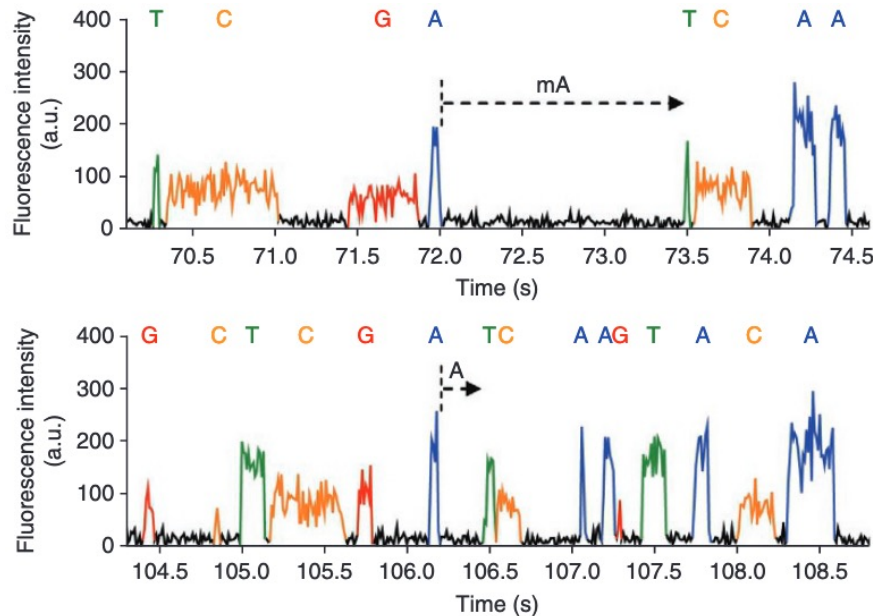 T C G A T C A A
400
300
200
100
0
Fluorescence intensity
(a.u.)
mA
70.5 71.0 71.5 72.0 72.5 73.0 73.5 74.0 74.5
Time (s)
G C T C G A T C A A G T A C A
400
300
200
100
0
Fluorescence intensity
(a.u.)
A
104.5 105.0 105.5 106.0 106.5 107.0 107.5 108.0 108.5
Time (s)